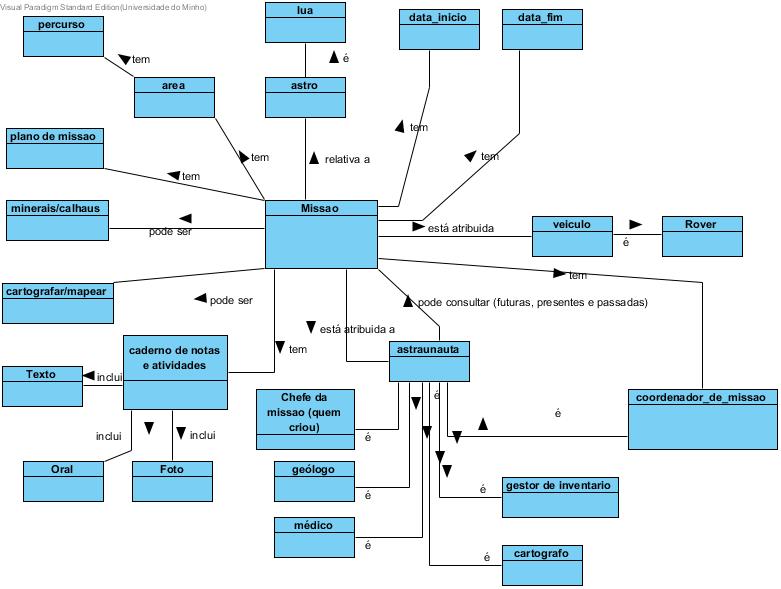 Visual Paradigm Standard Edition(Universidade do Minho)
percurso
lua
data_inicio
data_fim
tem
é
area
astro
plano de missao
tem
tem
tem
relativa a
tem
minerais/calhaus
Missao
veiculo
Rover
pode ser
está atribuida
é
tem
cartografar/mapear
pode ser
pode consultar (futuras, presentes e passadas)
está atribuida a
caderno de notas
e atividades
tem
astraunauta
Texto
inclui
Chefe da
missao (quem
criou)
é
coordenador_de_missao
é
inclui
inclui
é
Oral
Foto
geólogo
é
gestor de inventario
é
médico
é
cartografo
é